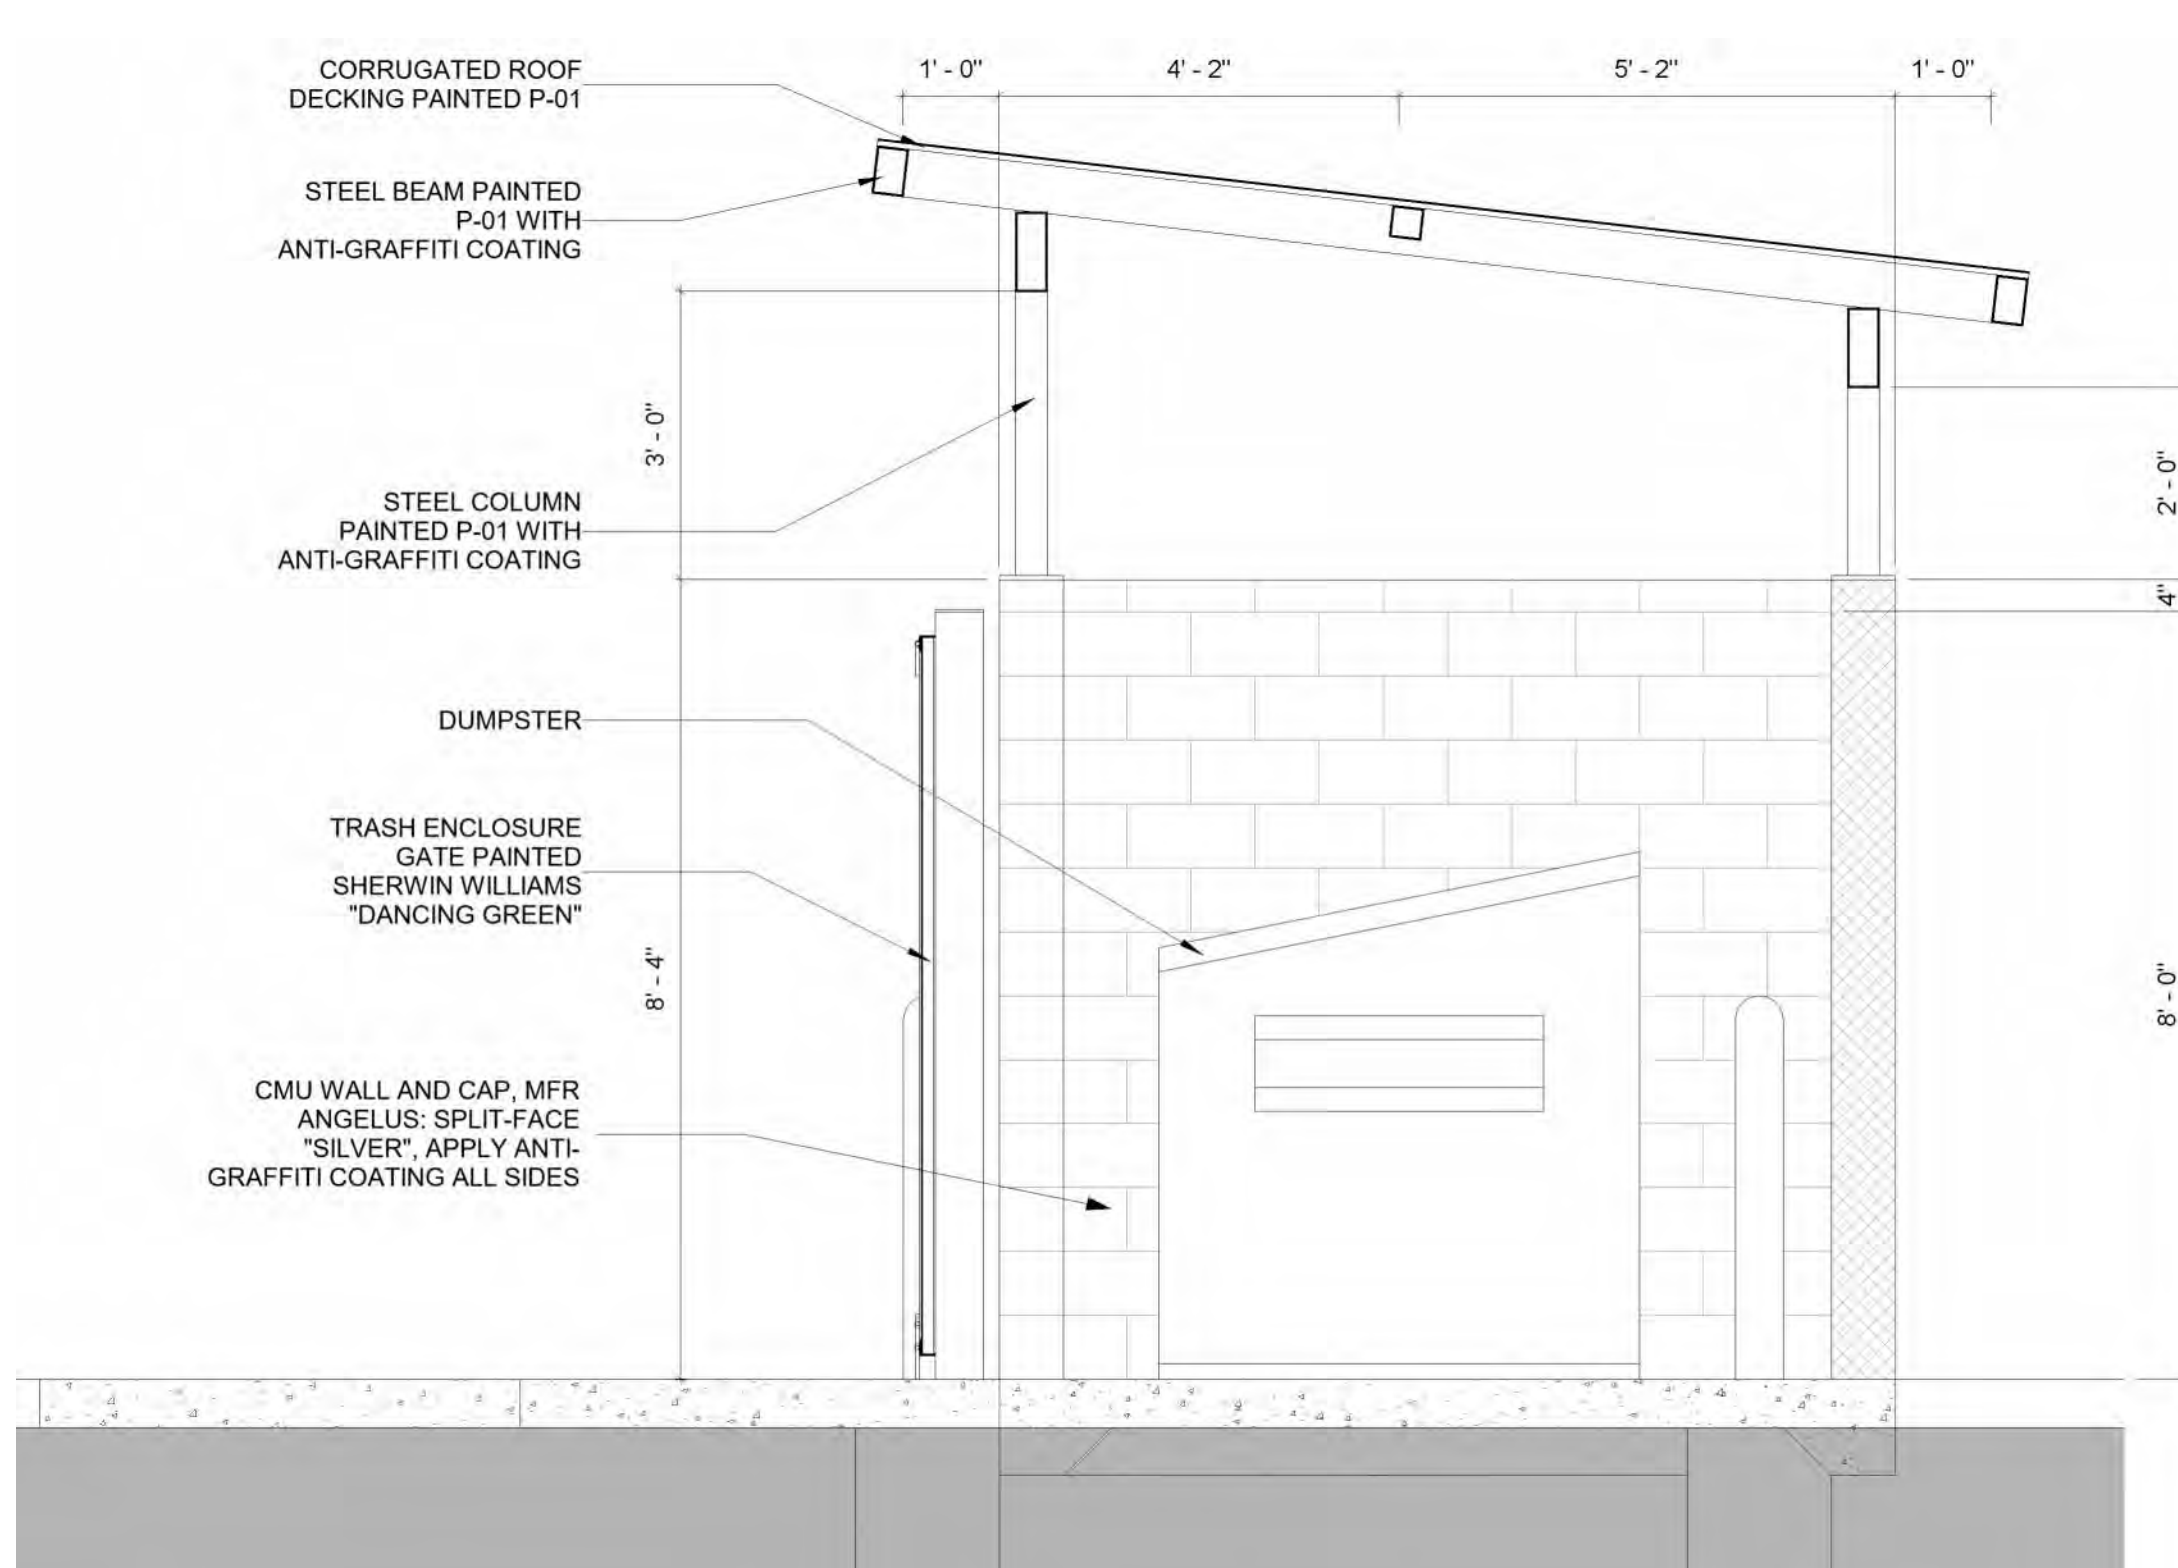 1' - 0"
4' - 2"
5' - 2"
1' - 0"
CORRUGATED ROOF
DECKING PAINTED P-01
STEEL BEAM PAINTED
P-01 WITH
ANTI-GRAFFITI COATING
3' - 0"
2' - 0"
STEEL COLUMN
PAINTED P-01 WITH
ANTI-GRAFFITI COATING
4"
DUMPSTER
TRASH ENCLOSURE
GATE PAINTED
SHERWIN WILLIAMS
"DANCING GREEN"
8' - 4"
8' - 0"
CMU WALL AND CAP, MFR
ANGELUS: SPLIT-FACE
"SILVER", APPLY ANTI-
GRAFFITI COATING ALL SIDES